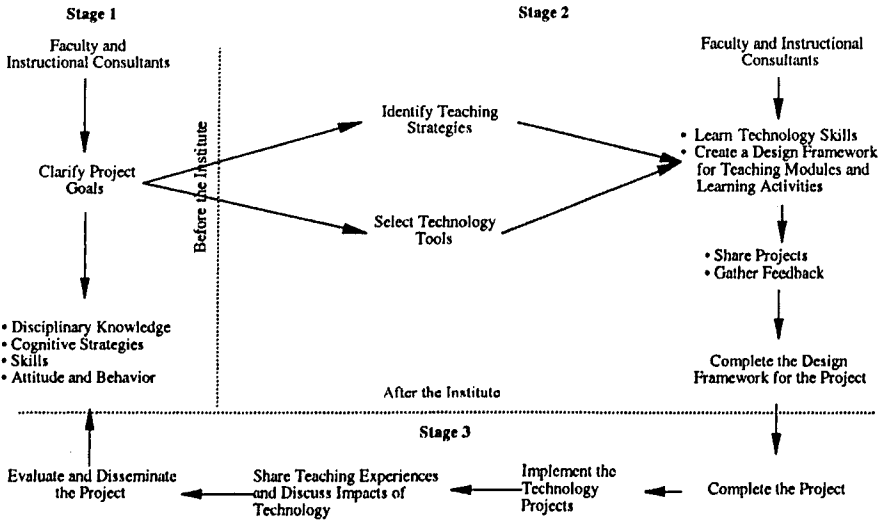 Stage 1
Faculty and
Instructional Consultants
Clarify Project
Goals
• Disciplinary Knowledge
• Cognitive Strategies
• Skills
• Attitude and Behavior
Before the Institute
Stage 2
Identify Teaching
Strategies
Select Technology
Tools
Faculty and Instructional
Consultants
• Learn Technology Skills
• Create a Design Framework
for Teaching Modules and
Learning Activities
• Share Projects
• Gather Feedback
Complete the Design
Framework for the Project
After the Institute
Stage 3
Complete the Project
Implement the
Technology
Projects
Share Teaching Experiences
and Discuss Impacts of
Technology
Evaluate and Disseminate
the Project